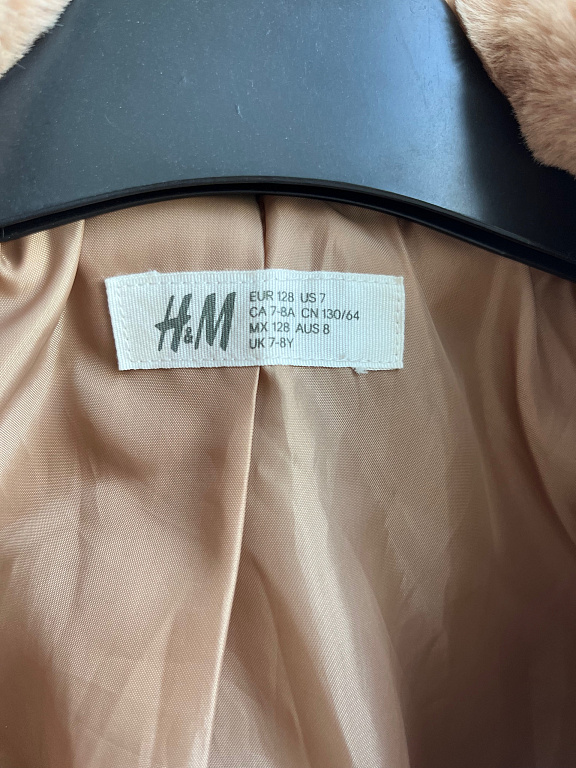 H&M
EUR 128 US 7
CA 7-8A CN 130/64
MX 128 AUS 8
UK 7-8Y